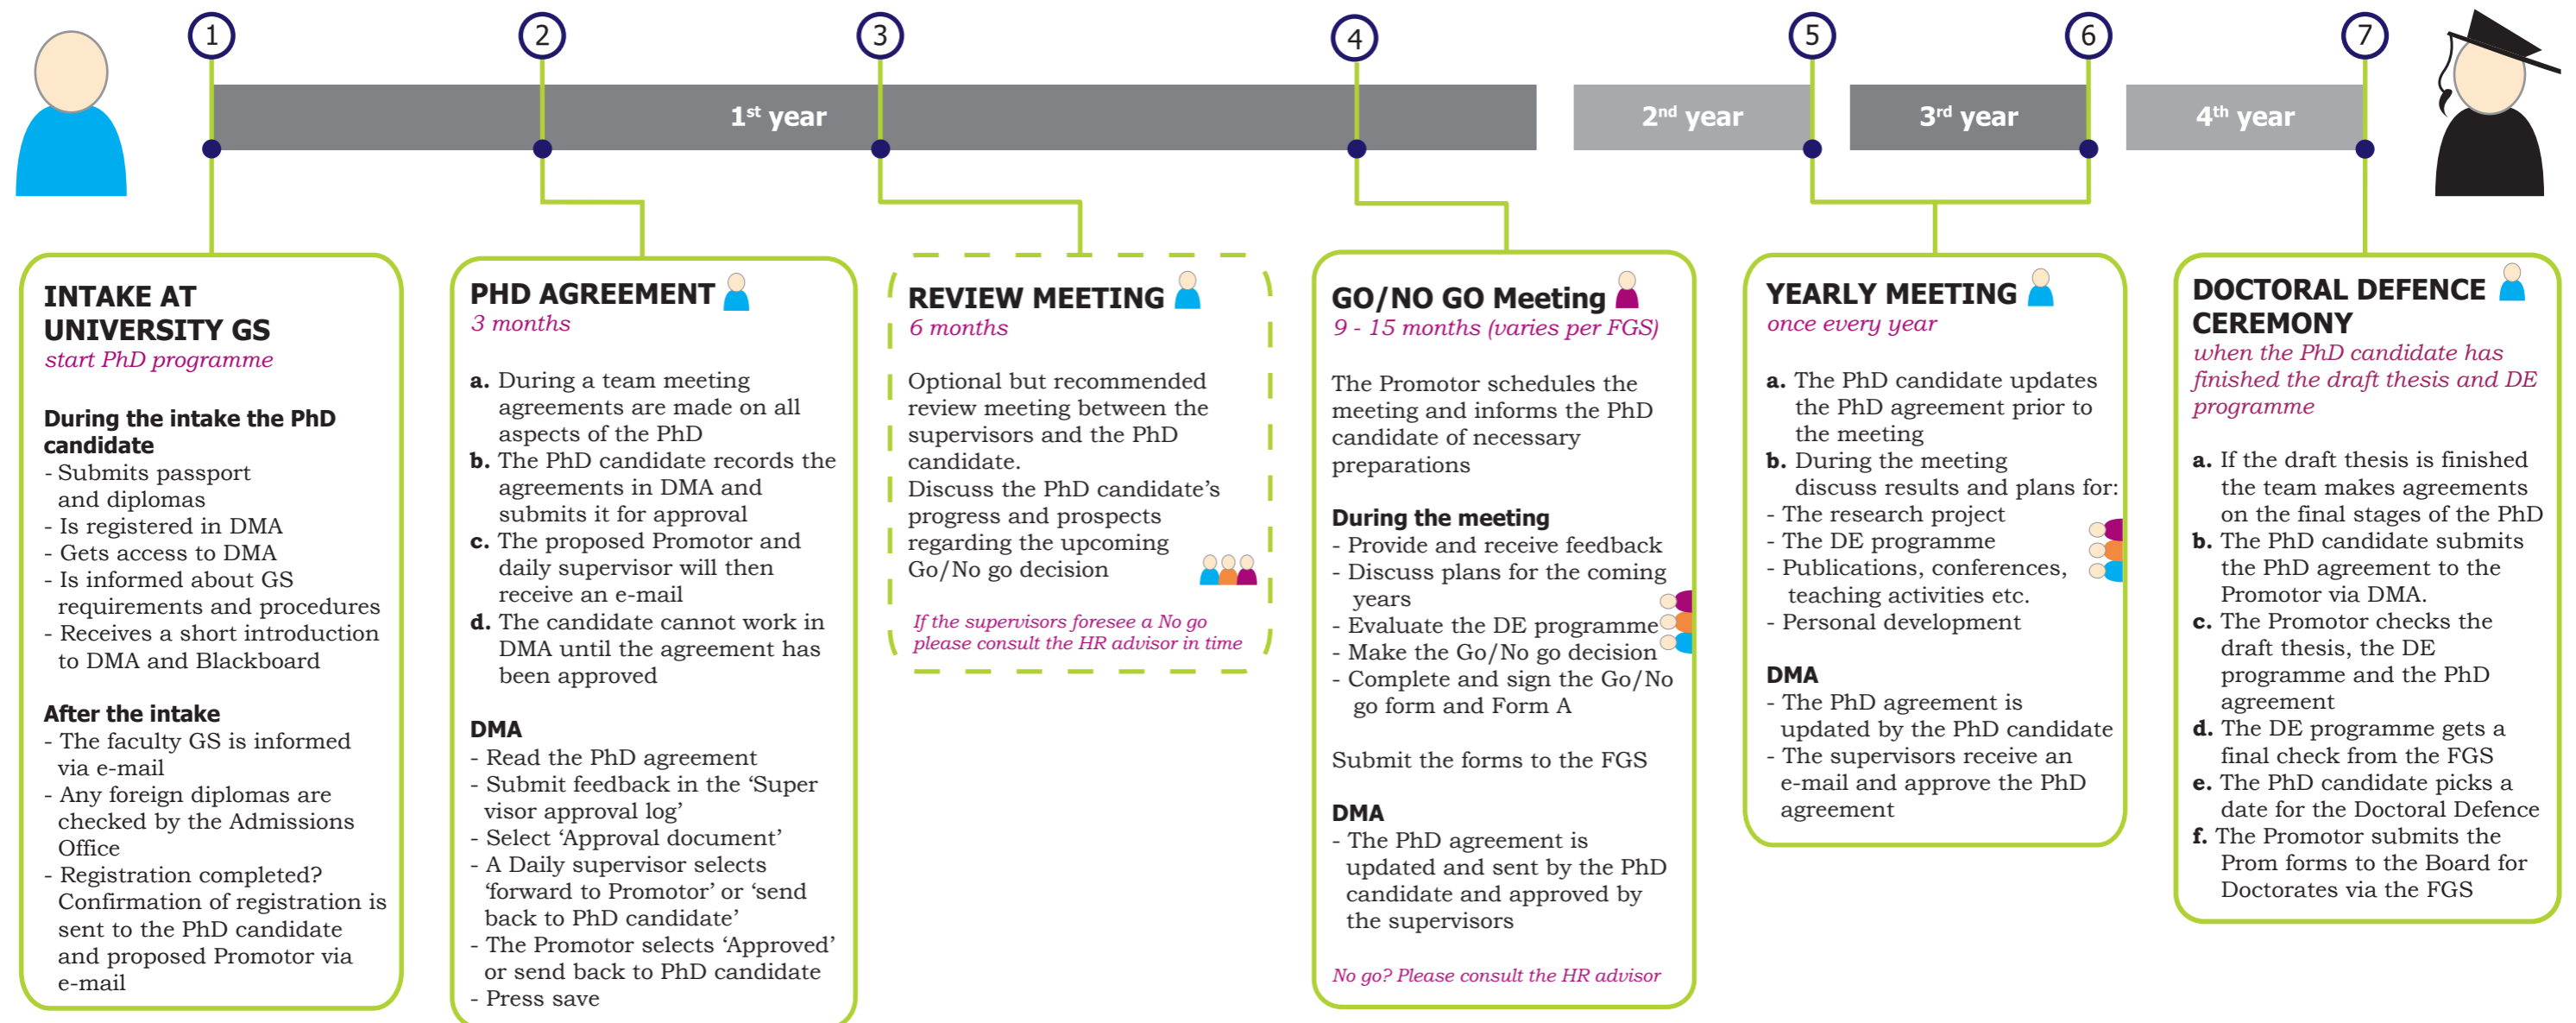 1
2
3
4
5
6
7
1st year
2nd year
3rd year
4th year
INTAKE AT
UNIVERSITY GS
start PhD programme
During the intake the PhD
candidate
- Submits passport
and diplomas
- Is registered in DMA
- Gets access to DMA
- Is informed about GS
requirements and procedures
- Receives a short introduction
to DMA and Blackboard
After the intake
- The faculty GS is informed
via e-mail
- Any foreign diplomas are
checked by the Admissions
Office
- Registration completed?
Confirmation of registration is
sent to the PhD candidate
and proposed Promotor via
e-mail
PHD AGREEMENT
3 months
a. During a team meeting
agreements are made on all
aspects of the PhD
b. The PhD candidate records the
agreements in DMA and
submits it for approval
c. The proposed Promotor and
daily supervisor will then
receive an e-mail
d. The candidate cannot work in
DMA until the agreement has
been approved
DMA
- Read the PhD agreement
- Submit feedback in the ‘Super
visor approval log’
- Select ‘Approval document’
- A Daily supervisor selects
‘forward to Promotor’ or ‘send
back to PhD candidate’
- The Promotor selects ‘Approved’
or send back to PhD candidate
- Press save
REVIEW MEETING
6 months
Optional but recommended
review meeting between the
supervisors and the PhD
candidate.
Discuss the PhD candidate’s
progress and prospects
regarding the upcoming
Go/No go decision
If the supervisors foresee a No go
please consult the HR advisor in time
GO/NO GO Meeting
9 - 15 months (varies per FGS)
The Promotor schedules the
meeting and informs the PhD
candidate of necessary
preparations
During the meeting
- Provide and receive feedback
- Discuss plans for the coming
years
- Evaluate the DE programme
- Make the Go/No go decision
- Complete and sign the Go/No
go form and Form A
Submit the forms to the FGS
DMA
- The PhD agreement is
updated and sent by the PhD
candidate and approved by
the supervisors
No go? Please consult the HR advisor
YEARLY MEETING
once every year
a. The PhD candidate updates
the PhD agreement prior to
the meeting
b. During the meeting
discuss results and plans for:
- The research project
- The DE programme
- Publications, conferences,
teaching activities etc.
- Personal development
DMA
- The PhD agreement is
updated by the PhD candidate
- The supervisors receive an
e-mail and approve the PhD
agreement
DOCTORAL DEFENCE
CEREMONY
when the PhD candidate has
finished the draft thesis and DE
programme
a. If the draft thesis is finished
the team makes agreements
on the final stages of the PhD
b. The PhD candidate submits
the PhD agreement to the
Promotor via DMA.
c. The Promotor checks the
draft thesis, the DE
programme and the PhD
agreement
d. The DE programme gets a
final check from the FGS
e. The PhD candidate picks a
date for the Doctoral Defence
f. The Promotor submits the
Prom forms to the Board for
Doctorates via the FGS